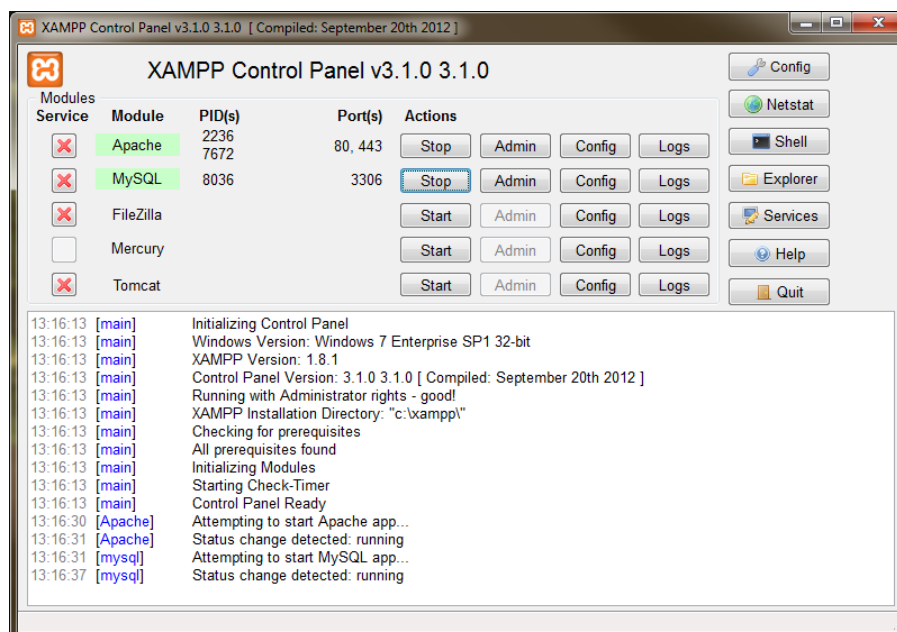 XAMPP Control Panel v3.1.0 3.1.0 [ Compiled: September 20th 2012 ]
XAMPP Control Panel v3.1.0 3.1.0
Config
Modules
Service Module PID(s) Port(s) Actions
Netstat
Apache 2236 7672 80, 443 Stop Admin Config Logs
Shell
MySQL 8036 3306 Stop Admin Config Logs
Explorer
FileZilla Start Admin Config Logs
Services
Mercury Start Admin Config Logs
Help
Tomcat Start Admin Config Logs
Quit
13:16:13 [main] Initializing Control Panel
13:16:13 [main] Windows Version: Windows 7 Enterprise SP1 32-bit
13:16:13 [main] XAMPP Version: 1.8.1
13:16:13 [main] Control Panel Version: 3.1.0 3.1.0 [ Compiled: September 20th 2012 ]
13:16:13 [main] Running with Administrator rights - good!
13:16:13 [main] XAMPP Installation Directory: "c:\xampp\"
13:16:13 [main] Checking for prerequisites
13:16:13 [main] All prerequisites found
13:16:13 [main] Initializing Modules
13:16:13 [main] Starting Check-Timer
13:16:13 [main] Control Panel Ready
13:16:30 [Apache] Attempting to start Apache app...
13:16:31 [Apache] Status change detected: running
13:16:31 [mysql] Attempting to start MySQL app...
13:16:37 [mysql] Status change detected: running